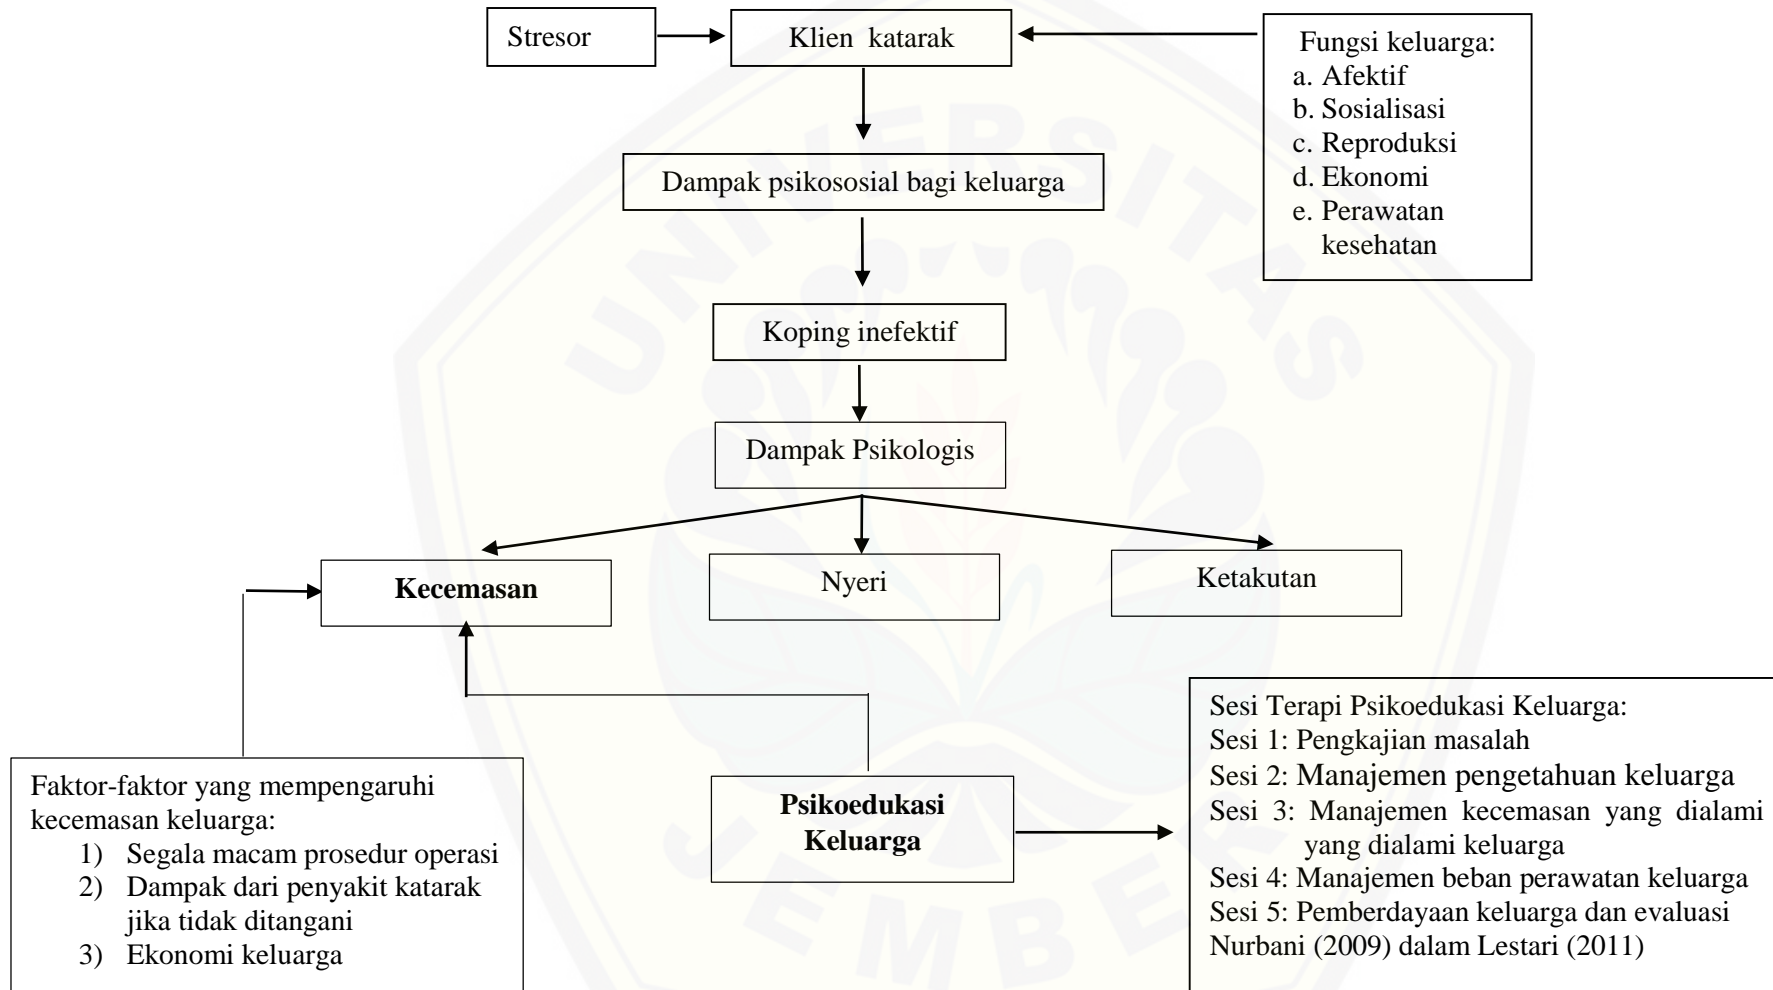 Stresor
Klien katarak
Fungsi keluarga:
a. Afektif
b. Sosialisasi
c. Reproduksi
d. Ekonomi
e. Perawatan
kesehatan
Dampak psikososial bagi keluarga
Koping inefektif
Dampak Psikologis
Kecemasan
Nyeri
Ketakutan
Faktor-faktor yang mempengaruhi
kecemasan keluarga:
1) Segala macam prosedur operasi
2) Dampak dari penyakit katarak
jika tidak ditangani
3) Ekonomi keluarga
Psikoedukasi
Keluarga
Sesi Terapi Psikoedukasi Keluarga:
Sesi 1: Pengkajian masalah
Sesi 2: Manajemen pengetahuan keluarga
Sesi 3: Manajemen kecemasan yang dialami
yang dialami keluarga
Sesi 4: Manajemen beban perawatan keluarga
Sesi 5: Pemberdayaan keluarga dan evaluasi
Nurbani (2009) dalam Lestari (2011)
UNIVERSITAS
JEMBER